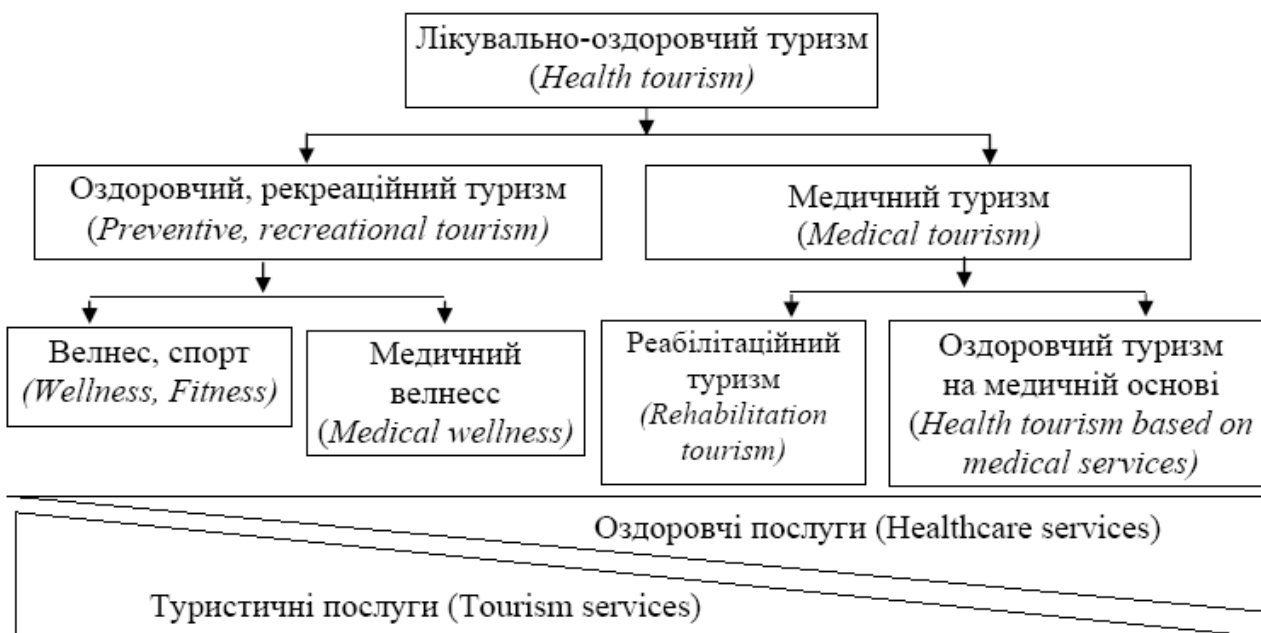 Лікувально-оздоровчий туризм
(Health tourism)
Оздоровчий, рекреаційний туризм
(Preventive, recreational tourism)
Медичний туризм
(Medical tourism)
Велнес, спорт
(Wellness, Fitness)
Медичний
велнесс
(Medical wellness)
Реабілітаційний
туризм
(Rehabilitation
tourism)
Оздоровчий туризм
на медичній основі
(Health tourism based on
medical services)
Оздоровчі послуги (Healthcare services)
Туристичні послуги (Tourism services)